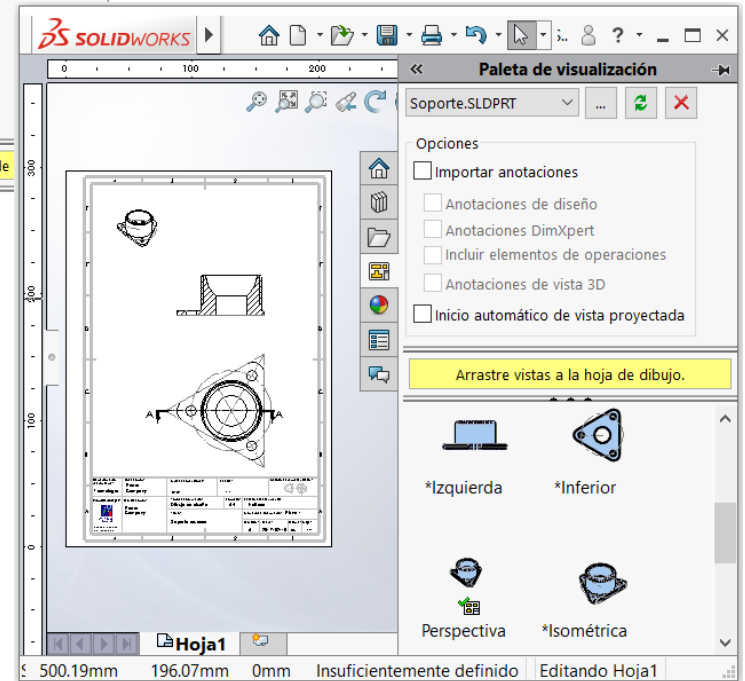 SOLIDWORKS
?
0 100 200
« Paleta de visualización
Soporte.SLDPRT
...
Opciones
Importar anotaciones
Anotaciones de diseño
Anotaciones DimXpert
Incluir elementos de operaciones
Anotaciones de vista 3D
Inicio automático de vista proyectada
Arrastre vistas a la hoja de dibujo.
*Izquierda
*Inferior
Perspectiva
*Isométrica
300
200
100
0
A A
Hoja1
500.19mm 196.07mm 0mm Insuficientemente definido Editando Hoja1